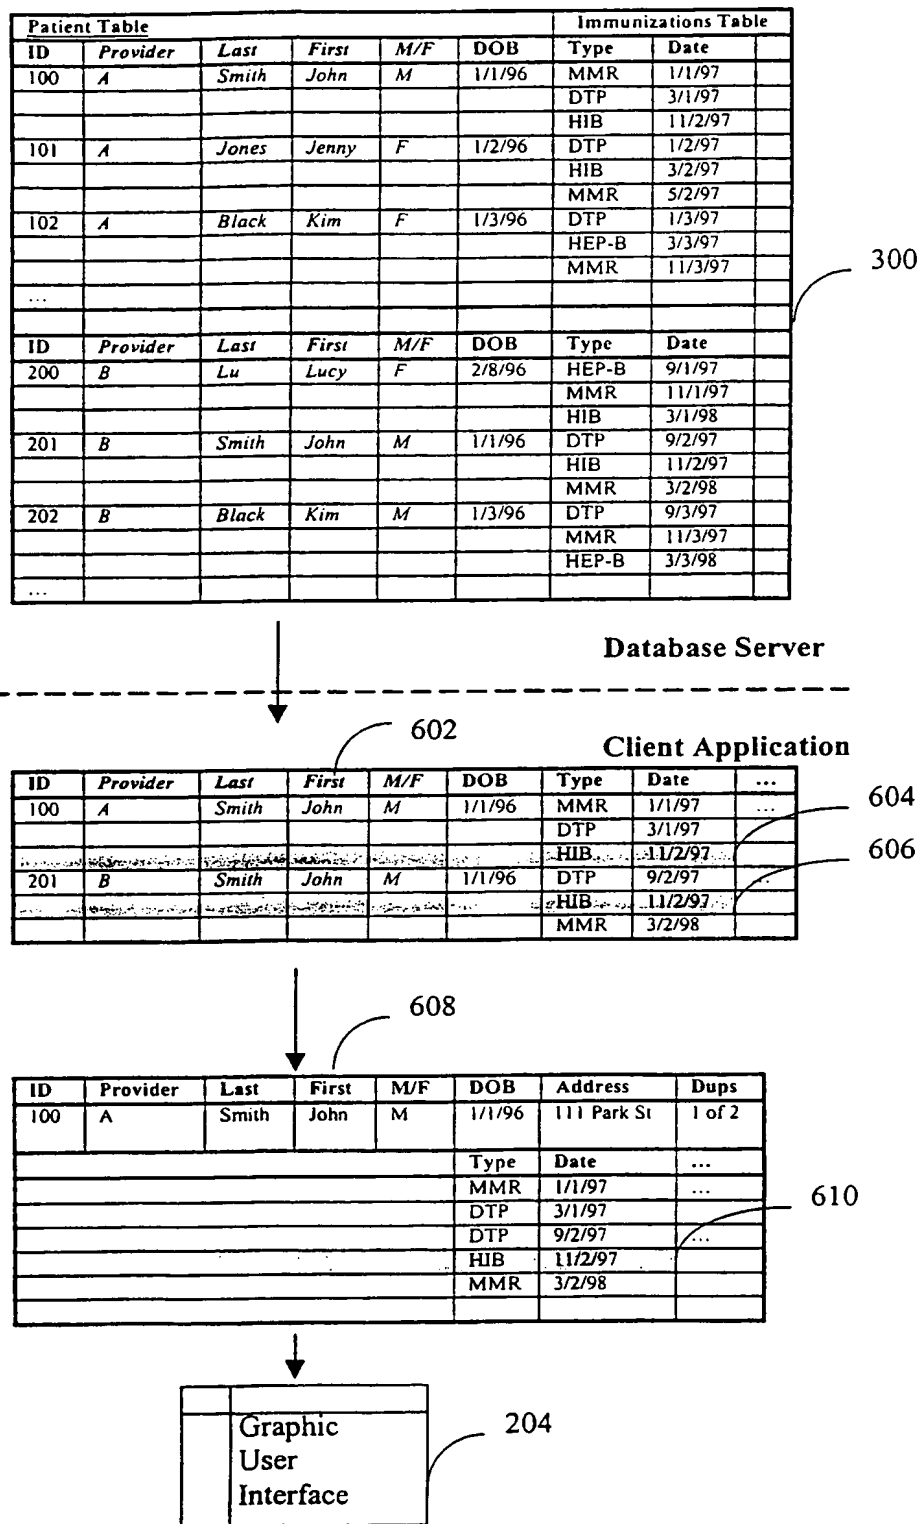 Patient Table Immunizations Table
ID Provider Last First M/F DOB Type Date
100 A Smith John M 1/1/96 MMR 1/1/97
DTP 3/1/97
HIB 11/2/97
101 A Jones Jenny F 1/2/96 DTP 1/2/97
HIB 3/2/97
MMR 5/2/97
102 A Black Kim F 1/3/96 DTP 1/3/97
HEP-B 3/3/97
MMR 11/3/97
300
...
ID Provider Last First M/F DOB Type Date
200 B Lu Lucy F 2/8/96 HEP-B 9/1/97
MMR 11/1/97
HIB 3/1/98
201 B Smith John M 1/1/96 DTP 9/2/97
HIB 11/2/97
MMR 3/2/98
202 B Black Kim M 1/3/96 DTP 9/3/97
MMR 11/3/97
HEP-B 3/3/98
...
Database Server
602
Client Application
ID Provider Last First M/F DOB Type Date ...
100 A Smith John M 1/1/96 MMR 1/1/97 ...
604
DTP 3/1/97
HIB 11/2/97
606
201 B Smith John M 1/1/96 DTP 9/2/97 ...
HIB 11/2/97
MMR 3/2/98
608
ID Provider Last First M/F DOB Address Dups
100 A Smith John M 1/1/96 111 Park St 1 of 2
Type Date ...
MMR 1/1/97 ...
610
DTP 3/1/97
DTP 9/2/97 ...
HIB 11/2/97
MMR 3/2/98
204
Graphic
User
Interface